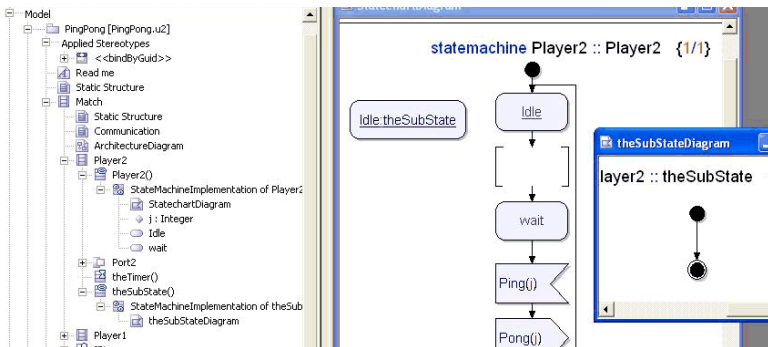 Model
PingPong [PingPong.u2]
Applied Stereotypes
<<bindByGuid>>
Read me
Static Structure
Match
Static Structure
Communication
ArchitectureDiagram
Player2
Player2()
StateMachineImplementation of Player2
StatechartDiagram
j : Integer
Idle
wait
Port2
theTimer()
theSubState()
StateMachineImplementation of theSub
theSubStateDiagram
Player1
StatechartDiagram
statemachine Player2 :: Player2 {1/1}
Idle:theSubState
Idle
wait
Ping(j)
Pong(j)
theSubStateDiagram
layer2 :: theSubState